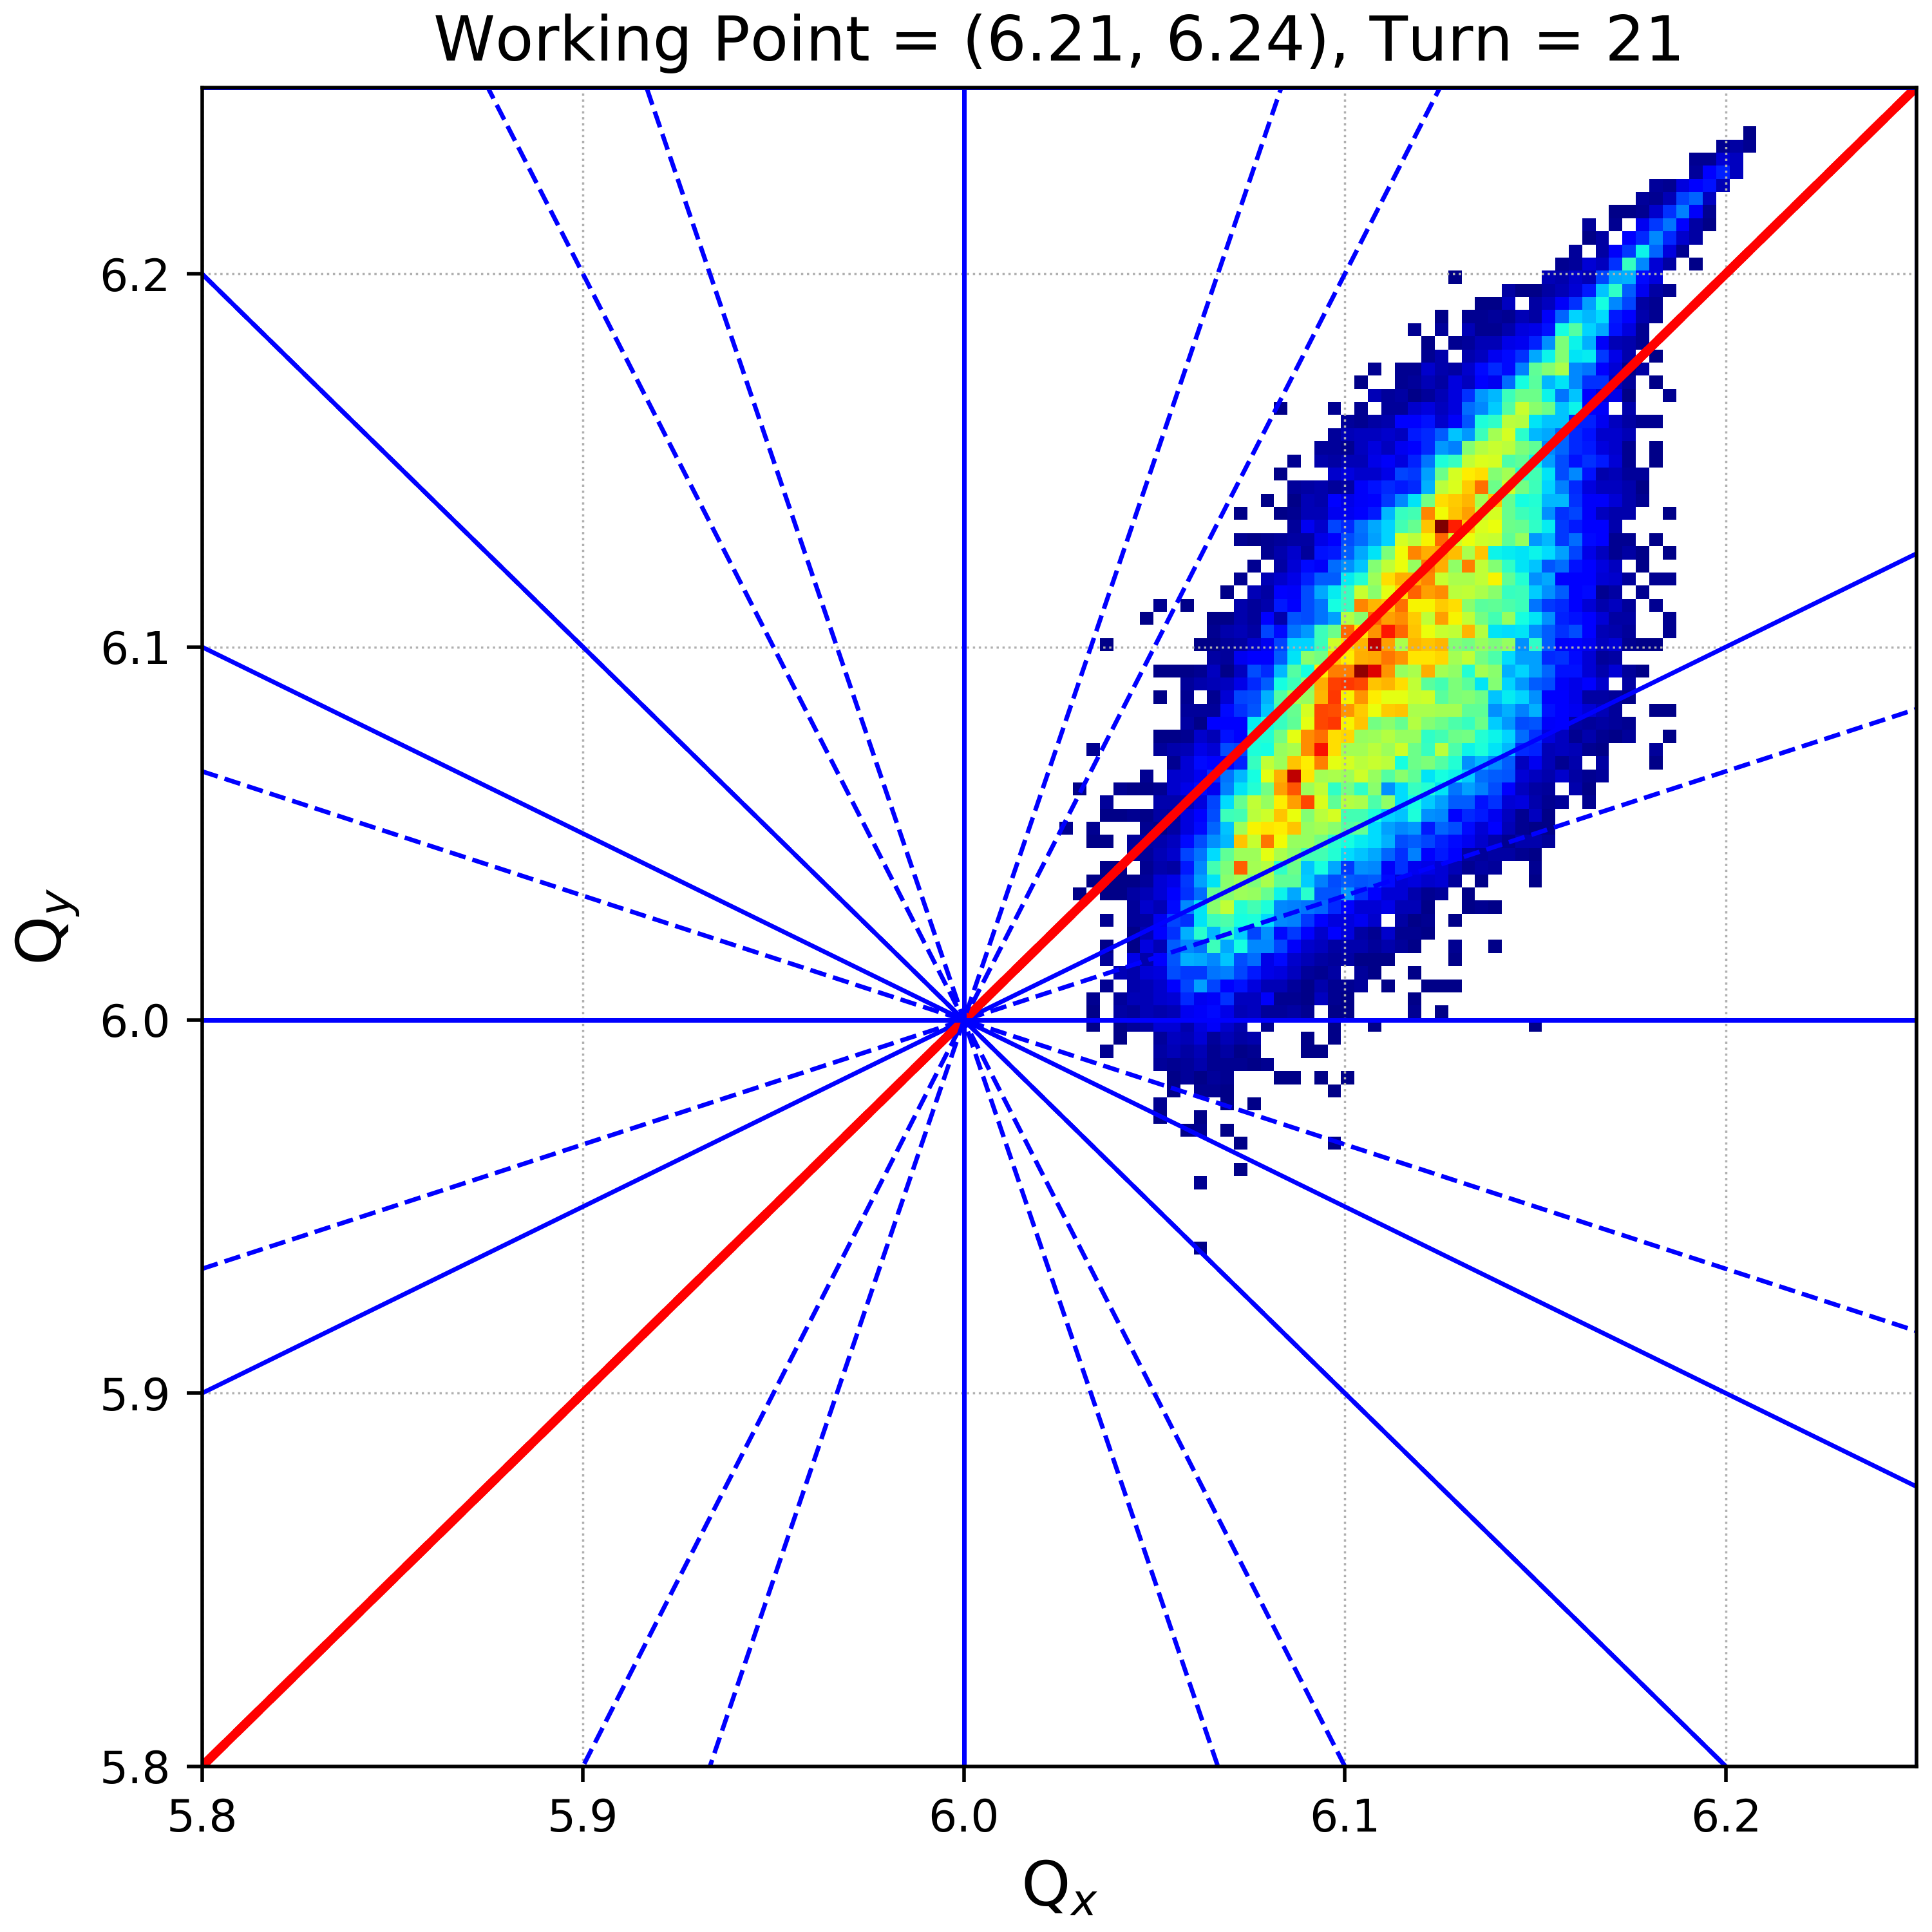 Working Point = (6.21, 6.24), Turn = 21
6.2
6.1
6.0
5.9
5.8
Qy
5.8 5.9 6.0 6.1 6.2
Qx